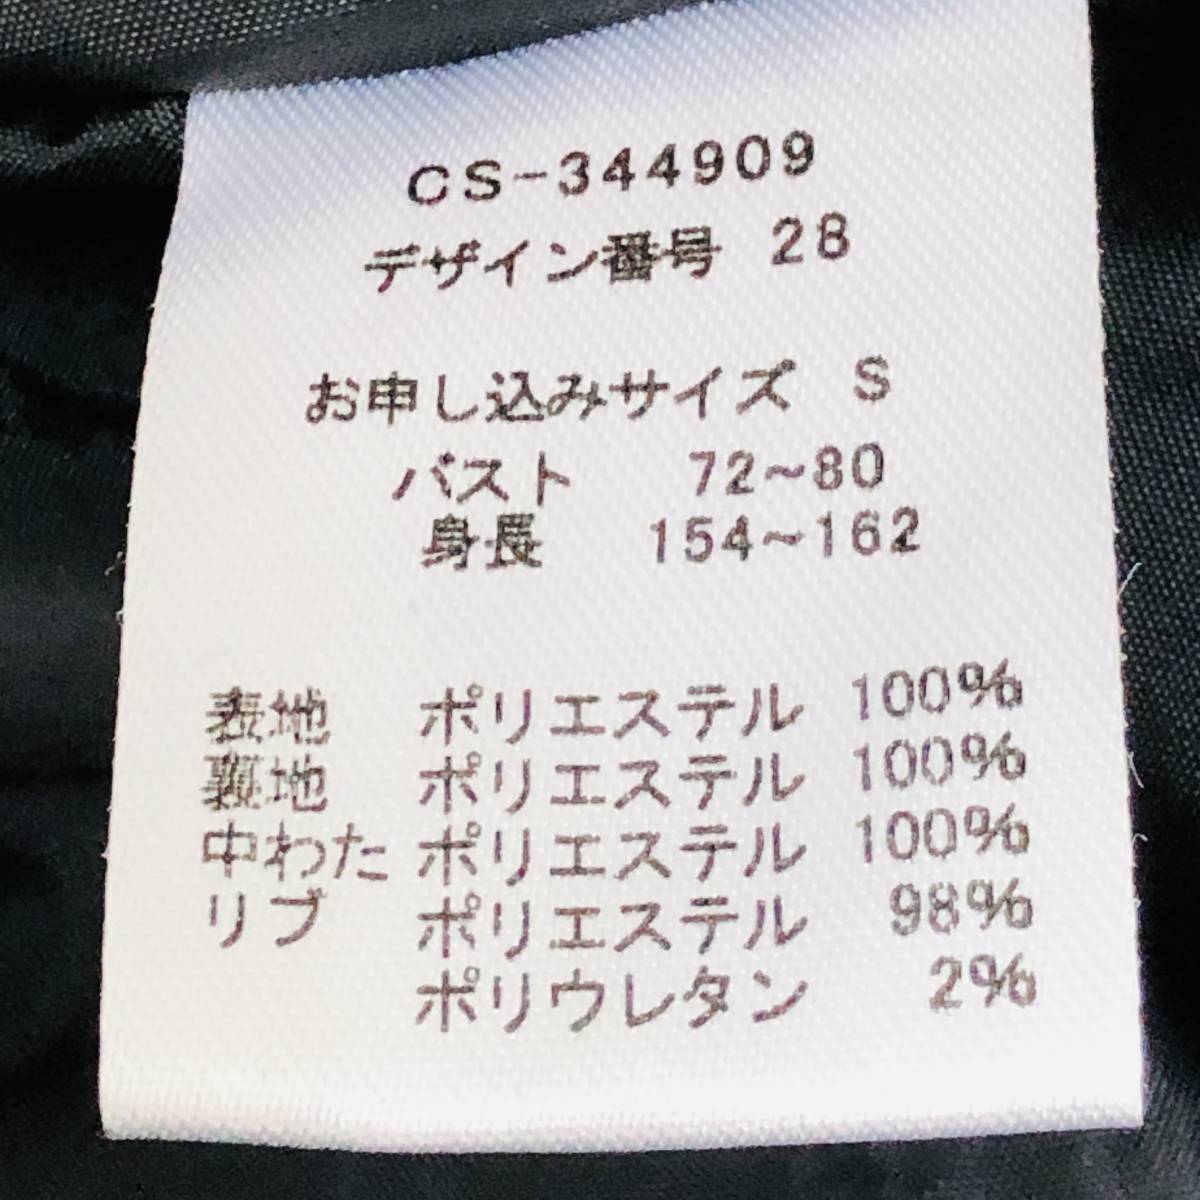 CS-344909
デザイン番号 28
お申し込みサイズ S
バスト 72~80
身長 154~162
表地 ポリエステル 100%
裏地 ポリエステル 100%
中わた ポリエステル 100%
リブ ポリエステル 98%
ポリウレタン 2%